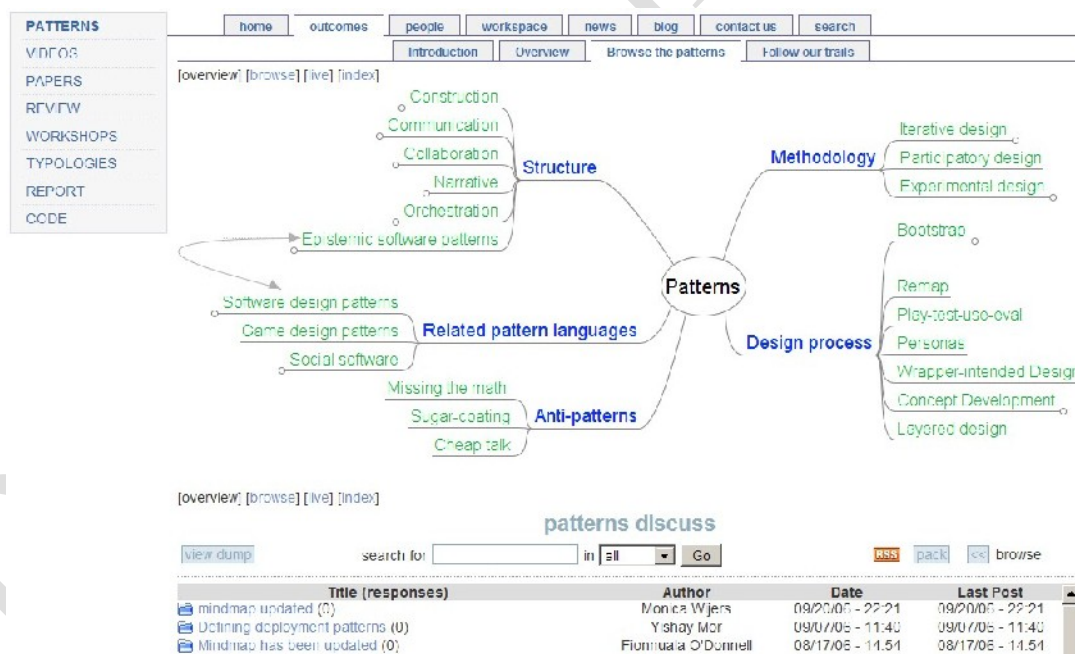 PATTERNS
VIDEOS
PAPERS
REVIEW
WORKSHOPS
TYPOLOGIES
REPORT
CODE
home outcomes people workspace news blog contact us search
Introduction Overview Browse the patterns Follow our trails
[overview] [browse] [live] [index]
Construction
Communication
Collaboration
Narrative
Orchestration
Epistemic software patterns
Structure
Software design patterns
Game design patterns
Social software
Related pattern languages
Missing the math
Sugar-coating
Cheap talk
Anti-patterns
Patterns
Methodology
Iterative design
Participatory design
Experimental design
Design process
Bootstrap
Remap
Play-test-use-eval
Personas
Wrapper-intended Design
Concept Development
Layered design
[overview] [browse] [live] [index]
patterns discuss
view dump search for in all Go RSS pack << browse
Title (responses) Author Date Last Post
mindmap updated (0) Monica Wijers 09/20/06 - 22:21 09/20/06 - 22:21
Defining deployment patterns (0) Yishay Mor 09/07/06 - 11:40 09/07/06 - 11:40
Mindmap has been updated (0) Fionnuala O'Donnell 08/17/06 - 14:54 08/17/06 - 14:54